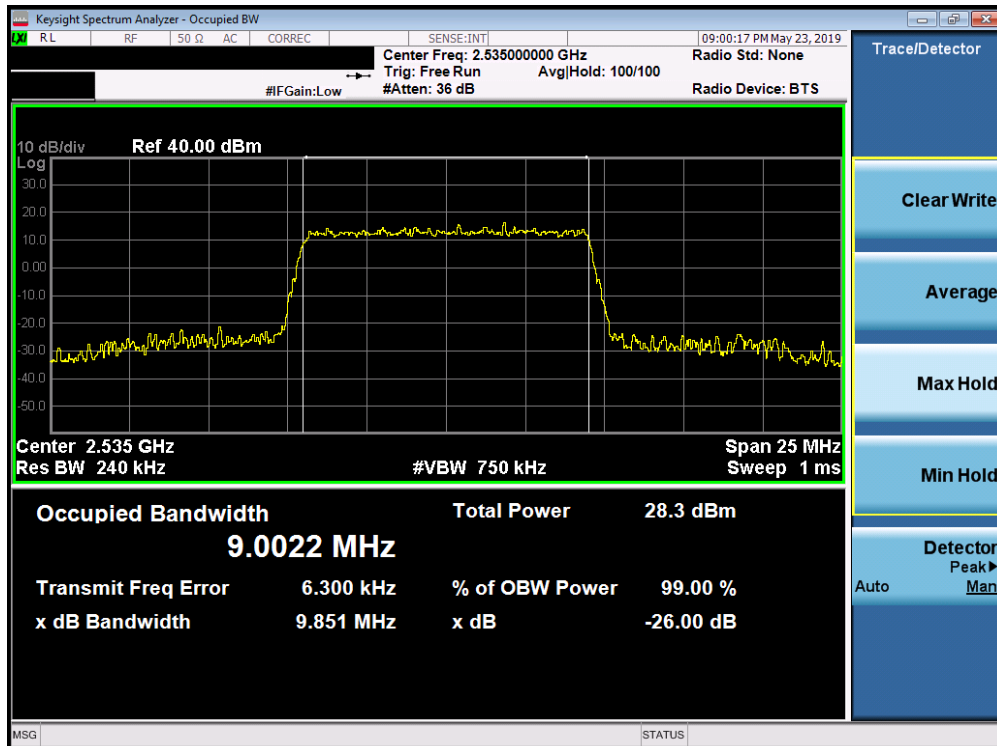 Keysight Spectrum Analyzer - Occupied BW
LXI RL RF 50 Ω AC CORREC SENSE:INT 09:00:17 PM May 23, 2019
Center Freq: 2.535000000 GHz Radio Std: None
Trig: Free Run Avg|Hold: 100/100
#IFGain:Low #Atten: 36 dB Radio Device: BTS
10 dB/div Ref 40.00 dBm
Log
30.0
20.0
10.0
0.00
-10.0
-20.0
-30.0
-40.0
-50.0
Center 2.535 GHz Span 25 MHz
Res BW 240 kHz #VBW 750 kHz Sweep 1 ms
Occupied Bandwidth Total Power 28.3 dBm
9.0022 MHz
Transmit Freq Error 6.300 kHz % of OBW Power 99.00 %
x dB Bandwidth 9.851 MHz x dB -26.00 dB
MSG STATUS
Trace/Detector
Clear Write
Average
Max Hold
Min Hold
Detector
Peak▶
Auto Man